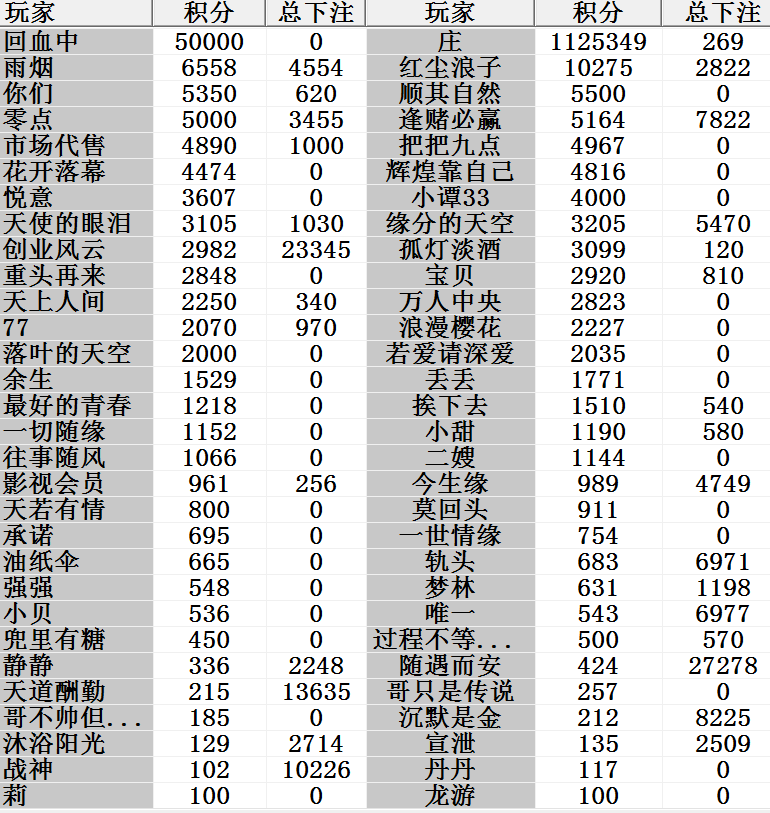 玩家 积分 总下注 玩家 积分 总下注
回血中 50000 0 庄 1125349 269
雨烟 6558 4554 红尘浪子 10275 2822
你们 5350 620 顺其自然 5500 0
零点 5000 3455 逢赌必赢 5164 7822
市场代售 4890 1000 把把九点 4967 0
花开落幕 4474 0 辉煌靠自己 4816 0
悦意 3607 0 小谭33 4000 0
天使的眼泪 3105 1030 缘分的天空 3205 5470
创业风云 2982 23345 孤灯淡酒 3099 120
重头再来 2848 0 宝贝 2920 810
天上人间 2250 340 万人中央 2823 0
77 2070 970 浪漫樱花 2227 0
落叶的天空 2000 0 若爱请深爱 2035 0
余生 1529 0 丢丢 1771 0
最好的青春 1218 0 挨下去 1510 540
一切随缘 1152 0 小甜 1190 580
往事随风 1066 0 二嫂 1144 0
影视会员 961 256 今生缘 989 4749
天若有情 800 0 莫回头 911 0
承诺 695 0 一世情缘 754 0
油纸伞 665 0 轨头 683 6971
强强 548 0 梦林 631 1198
小贝 536 0 唯一 543 6977
兜里有糖 450 0 过程不等... 500 570
静静 336 2248 随遇而安 424 27278
天道酬勤 215 13635 哥只是传说 257 0
哥不帅但... 185 0 沉默是金 212 8225
沐浴阳光 129 2714 宣泄 135 2509
战神 102 10226 丹丹 117 0
莉 100 0 龙游 100 0